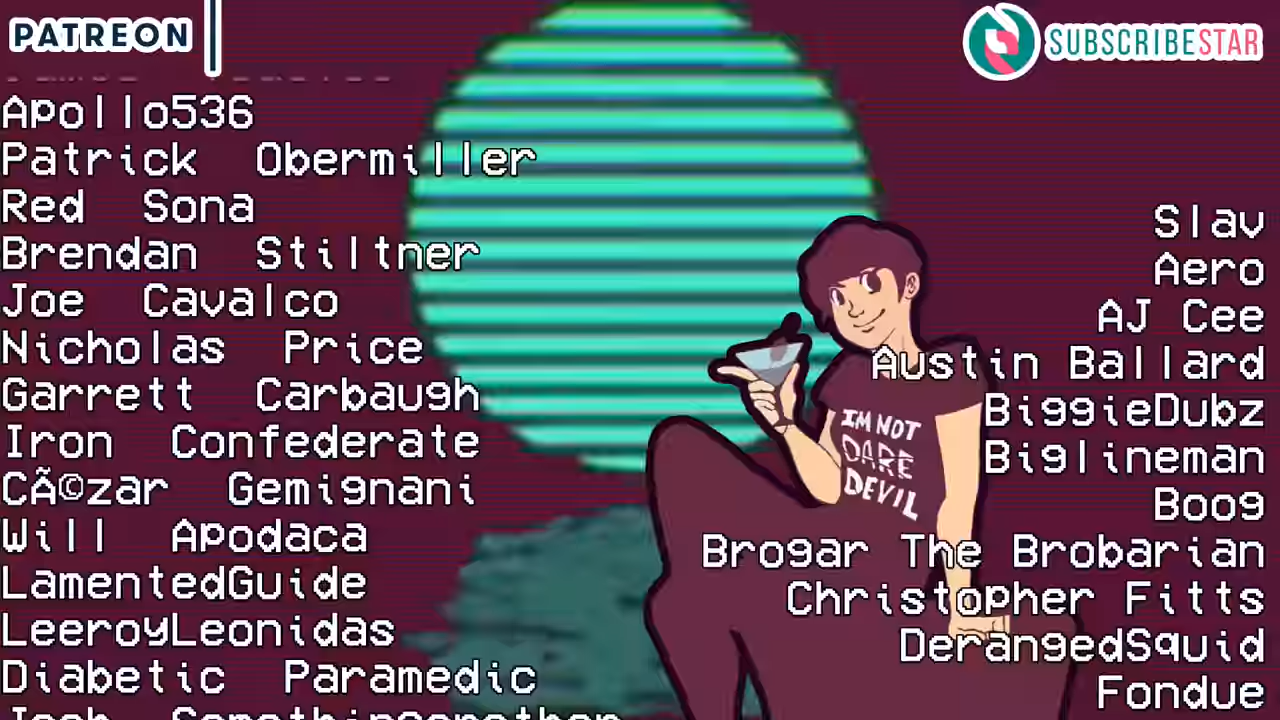 PATREON
SUBSCRIBESTAR
Apollo536
Patrick Obermiller
Red Sona
Brendan Stiltner
Joe Cavalco
Nicholas Price
Garrett Carbaugh
Iron Confederate
CÃ©zar Gemignani
Will Apodaca
LamentedGuide
LeeroyLeonidas
Diabetic Paramedic
Josh Somethingorother
Slav
Aero
AJ Cee
Austin Ballard
BiggieDubz
Biglineman
Boog
Brogar The Brobarian
Christopher Fitts
DerangedSquid
Fondue
IM NOT
DARE
DEVIL